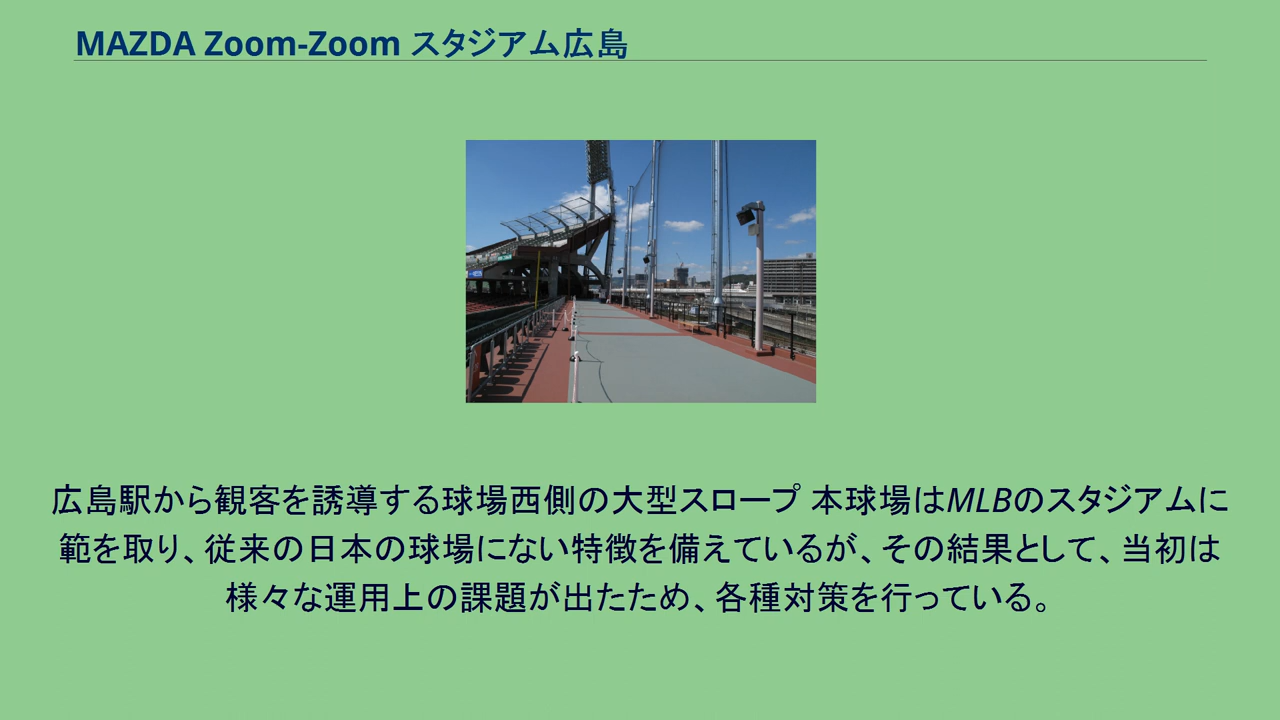 MAZDA Zoom-Zoom スタジアム広島
広島駅から観客を誘導する球場西側の大型スロープ 本球場はMLBのスタジアムに
範を取り、従来の日本の球場にない特徴を備えているが、その結果として、当初は
様々な運用上の課題が出たため、各種対策を行っている。